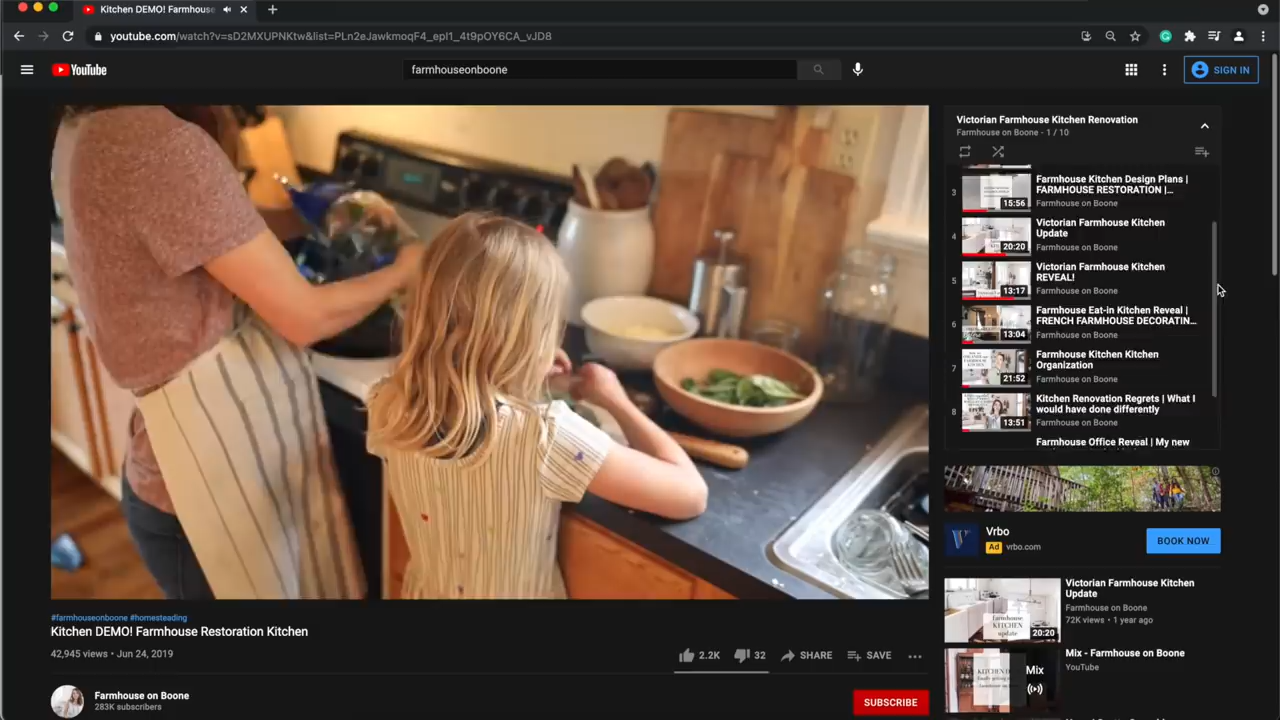 Kitchen DEMO! Farmhouse
youtube.com/watch?v=sD2MXUPNKtw&list=PLn2eJawkmoqF4_epl1_4t9pOY6CA_vJD8
YouTube
farmhouseonboone
SIGN IN
Victorian Farmhouse Kitchen Renovation
Farmhouse on Boone - 1 / 10
3
15:56
Farmhouse Kitchen Design Plans |
FARMHOUSE RESTORATION |...
Farmhouse on Boone
4
20:20
Victorian Farmhouse Kitchen
Update
Farmhouse on Boone
5
13:17
Victorian Farmhouse Kitchen
REVEAL!
Farmhouse on Boone
6
13:04
Farmhouse Eat-in Kitchen Reveal |
FRENCH FARMHOUSE DECORATIN...
Farmhouse on Boone
7
21:52
Farmhouse Kitchen Kitchen
Organization
Farmhouse on Boone
8
13:51
Kitchen Renovation Regrets | What I
would have done differently
Farmhouse on Boone
Farmhouse Office Reveal | My new
Vrbo
Ad vrbo.com
BOOK NOW
farmhouse
KITCHEN
update
20:20
Victorian Farmhouse Kitchen
Update
Farmhouse on Boone
72K views • 1 year ago
Mix
Mix - Farmhouse on Boone
YouTube
#farmhouseonboone #homesteading
Kitchen DEMO! Farmhouse Restoration Kitchen
42,945 views • Jun 24, 2019
2.2K
32
SHARE
SAVE
Farmhouse on Boone
283K subscribers
SUBSCRIBE